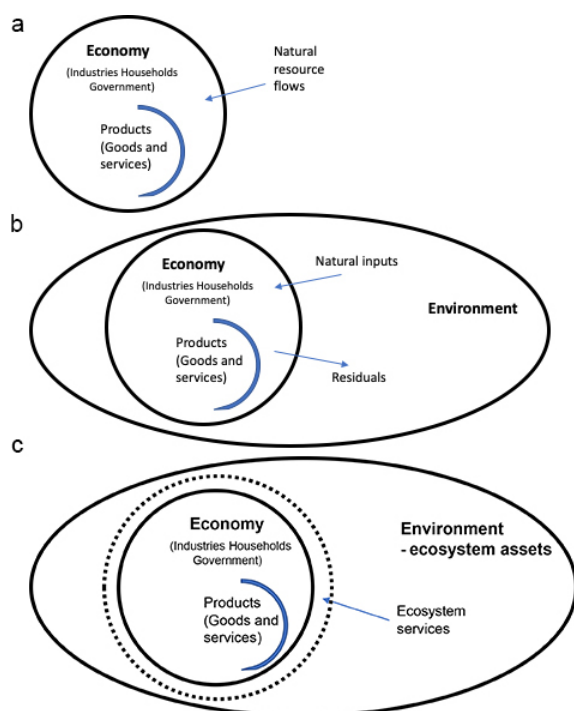 a
Economy
(Industries Households
Government)
Natural
resource
flows
Products
(Goods and
services)
b
Economy
(Industries Households
Government)
Natural inputs
Environment
Products
(Goods and
services)
Residuals
c
Economy
(Industries Households
Government)
Environment
- ecosystem assets
Products
(Goods and
services)
Ecosystem
services